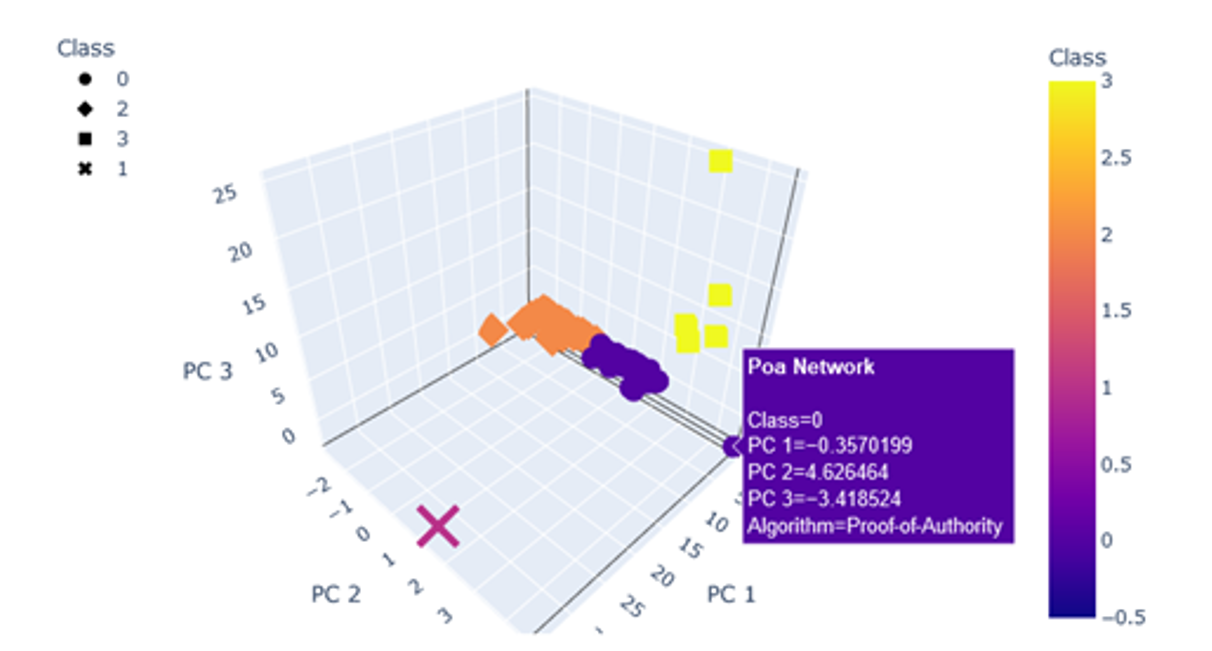 Class
0
2
3
1
25
20
15
10
5
0
PC 3
−2
−1
0
1
2
3
PC 2
10
15
20
25
PC 1
Poa Network
Class=0
PC 1=−0.3570199
PC 2=4.626464
PC 3=−3.418524
Algorithm=Proof-of-Authority
Class
3
2.5
2
1.5
1
0.5
0
−0.5